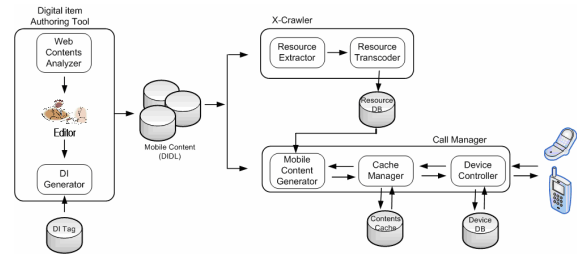 Digital item
Authoring Tool
Web
Contents
Analyzer
Editor
DI
Generator
DI Tag
Mobile Content
(DIDL)
X-Crawler
Resource
Extractor
Resource
Transcoder
Resource
DB
Call Manager
Mobile
Content
Generator
Cache
Manager
Device
Controller
Contents
Cache
Device
DB